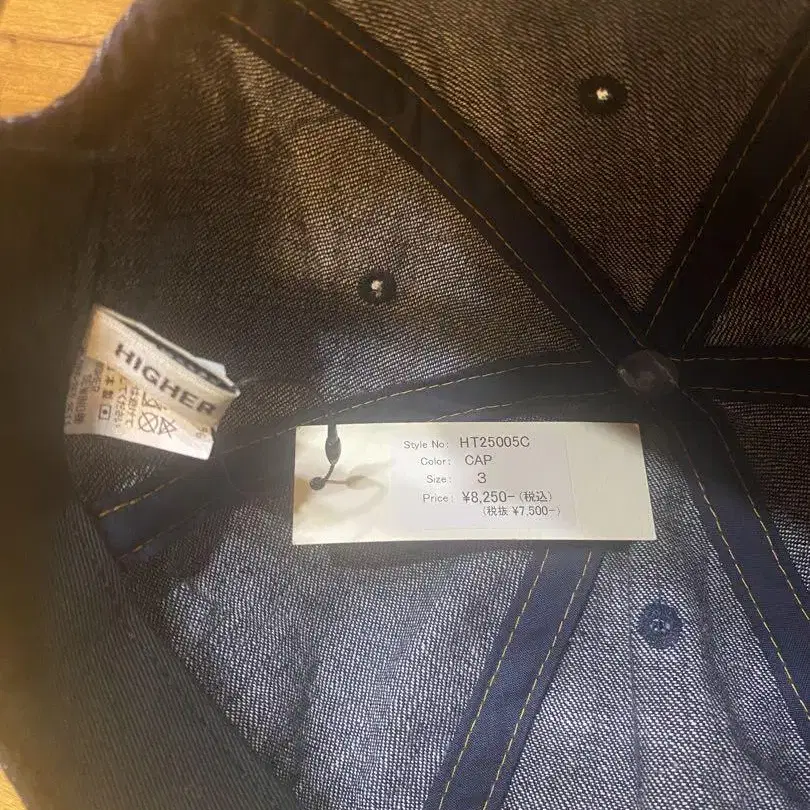 HIGHER
Style No: HT25005C
Color: CAP
Size: 3
Price: ¥8,250-(税込)
(税抜 ¥7,500-)